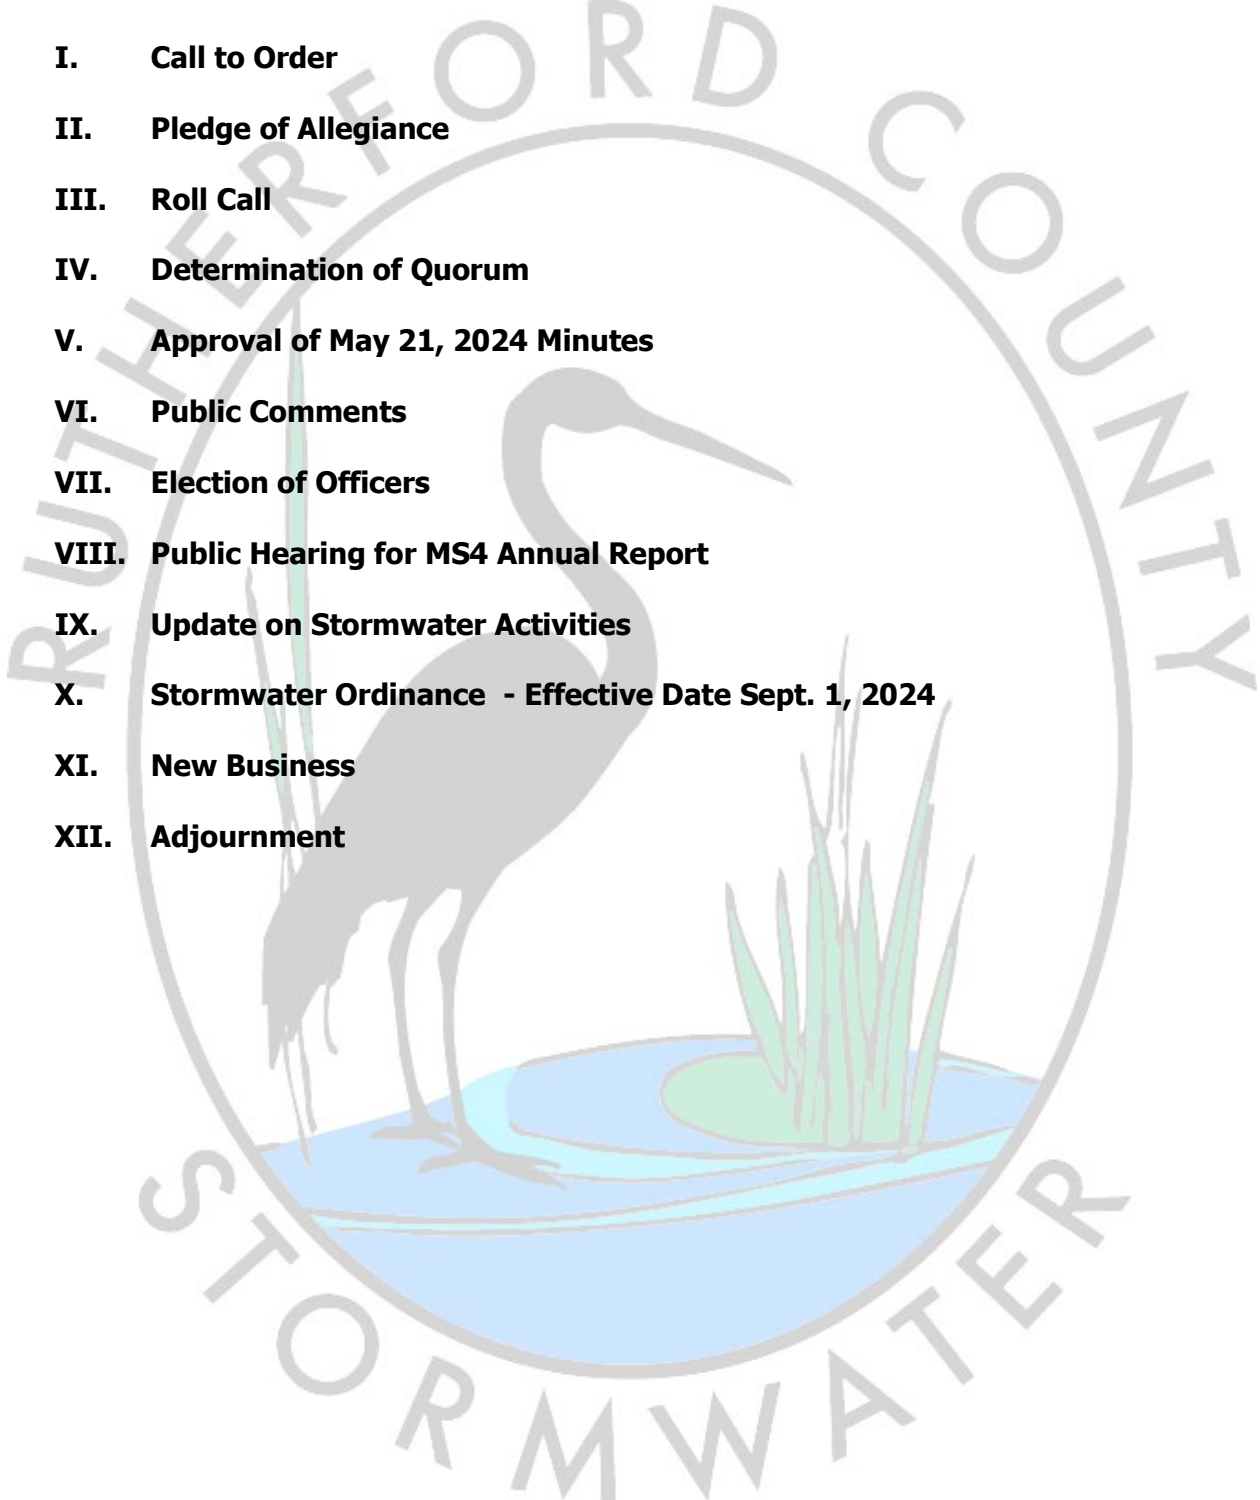 I. Call to Order
II. Pledge of Allegiance
III. Roll Call
IV. Determination of Quorum
V. Approval of May 21, 2024 Minutes
VI. Public Comments
VII. Election of Officers
VIII. Public Hearing for MS4 Annual Report
IX. Update on Stormwater Activities
X. Stormwater Ordinance - Effective Date Sept. 1, 2024
XI. New Business
XII. Adjournment
RUTHERFORD COUNTY
STORMWATER